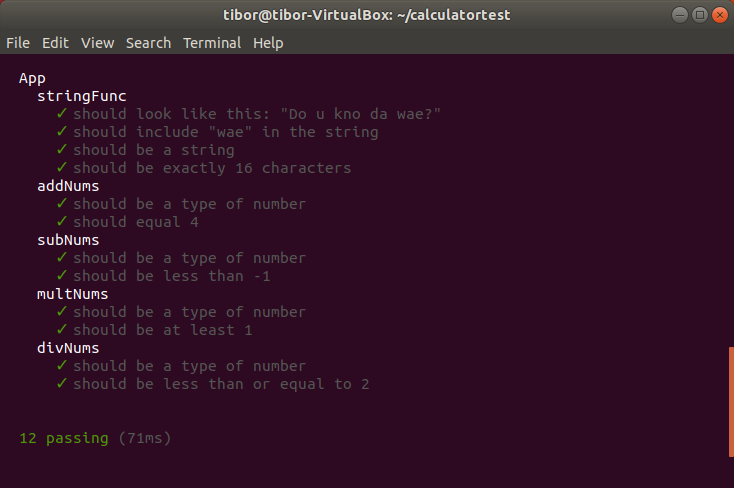 tibor@tibor-VirtualBox: ~/calculatortest
File Edit View Search Terminal Help
App
stringFunc
✓ should look like this: "Do u kno da wae?"
✓ should include "wae" in the string
✓ should be a string
✓ should be exactly 16 characters
addNums
✓ should be a type of number
✓ should equal 4
subNums
✓ should be a type of number
✓ should be less than -1
multNums
✓ should be a type of number
✓ should be at least 1
divNums
✓ should be a type of number
✓ should be less than or equal to 2
12 passing (71ms)